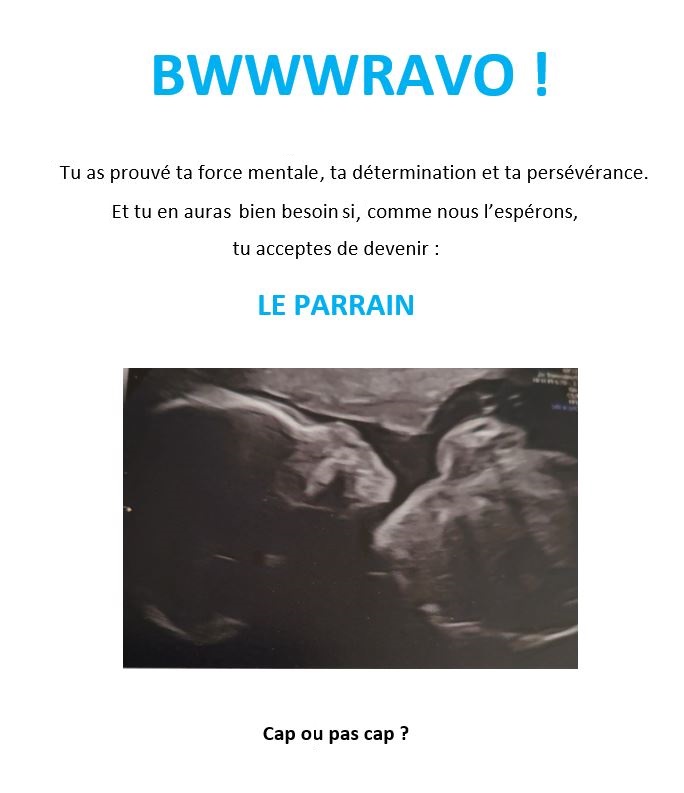 BWWWRAVO !
Tu as prouvé ta force mentale, ta détermination et ta persévérance.
Et tu en auras bien besoin si, comme nous l’espérons,
tu acceptes de devenir :
LE PARRAIN
Cap ou pas cap ?